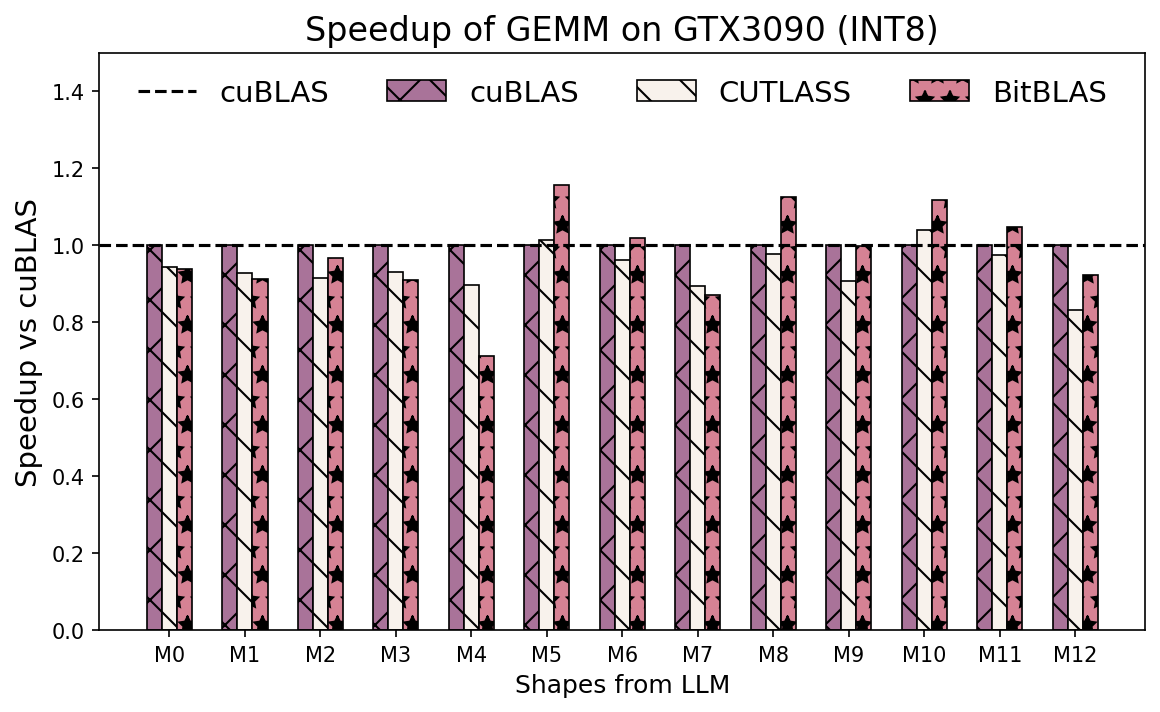 Speedup of GEMM on GTX3090 (INT8)
cuBLAS cuBLAS CUTLASS BitBLAS
Speedup vs cuBLAS
1.4
1.2
1.0
0.8
0.6
0.4
0.2
0.0
M0 M1 M2 M3 M4 M5 M6 M7 M8 M9 M10 M11 M12
Shapes from LLM